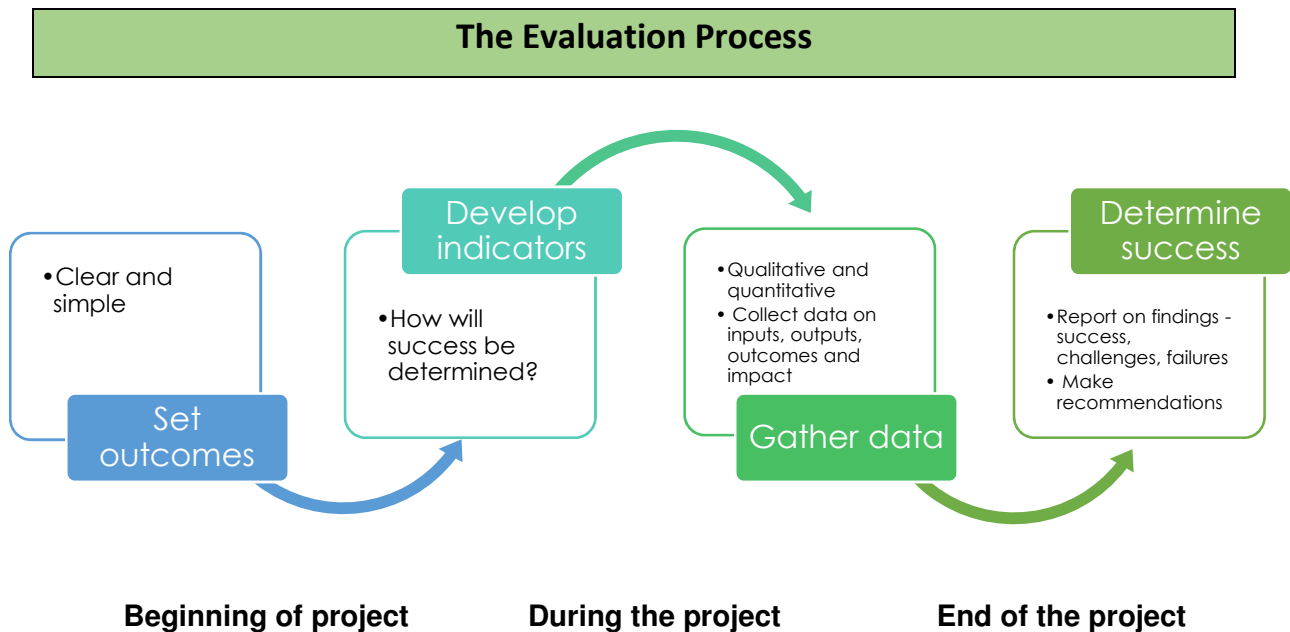 The Evaluation Process
•Clear and
simple
Set
outcomes
Develop
indicators
•How will
success be
determined?
•Qualitative and
quantitative
• Collect data on
inputs, outputs,
outcomes and
impact
Gather data
Determine
success
•Report on findings -
success,
challenges, failures
• Make
recommendations
Beginning of project
During the project
End of the project